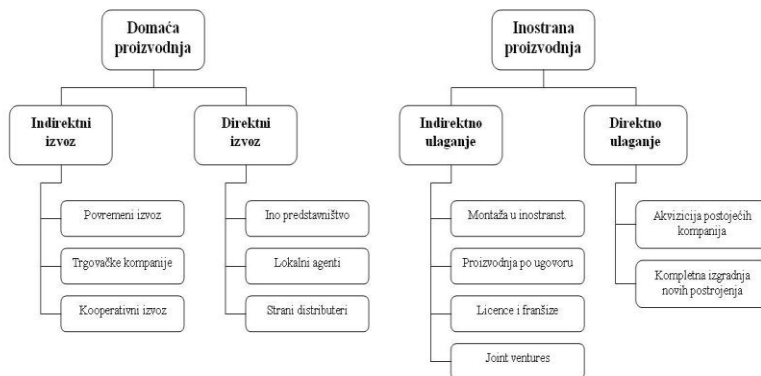 Domaća
proizvodnja
Indirektni
izvoz
Povremeni izvoz
Trgovačke kompanije
Kooperativni izvoz
Direktni
izvoz
Ino predstavništvo
Lokalni agenti
Strani distributeri
Inostrana
proizvodnja
Indirektno
ulaganje
Montaža u inostranst.
Proizvodnja po ugovoru
Licence i franšize
Joint ventures
Direktno
ulaganje
Akvizicija postojećih
kompanija
Kompletna izgradnja
novih postrojenja